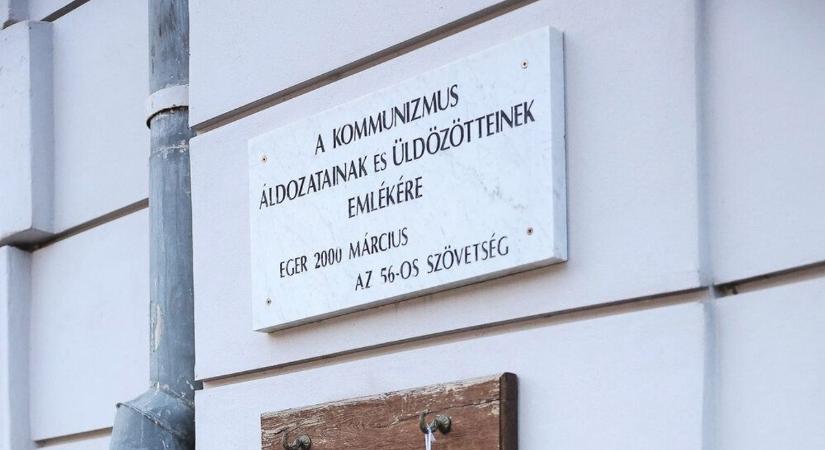 A KOMMUNIZMUS
ÁLDOZATAINAK ES ÜLDÖZÖTTEINEK
EMLÉKÉRE
EGER 2000 MÁRCIUS
AZ 56-OS SZÖVETSÉG